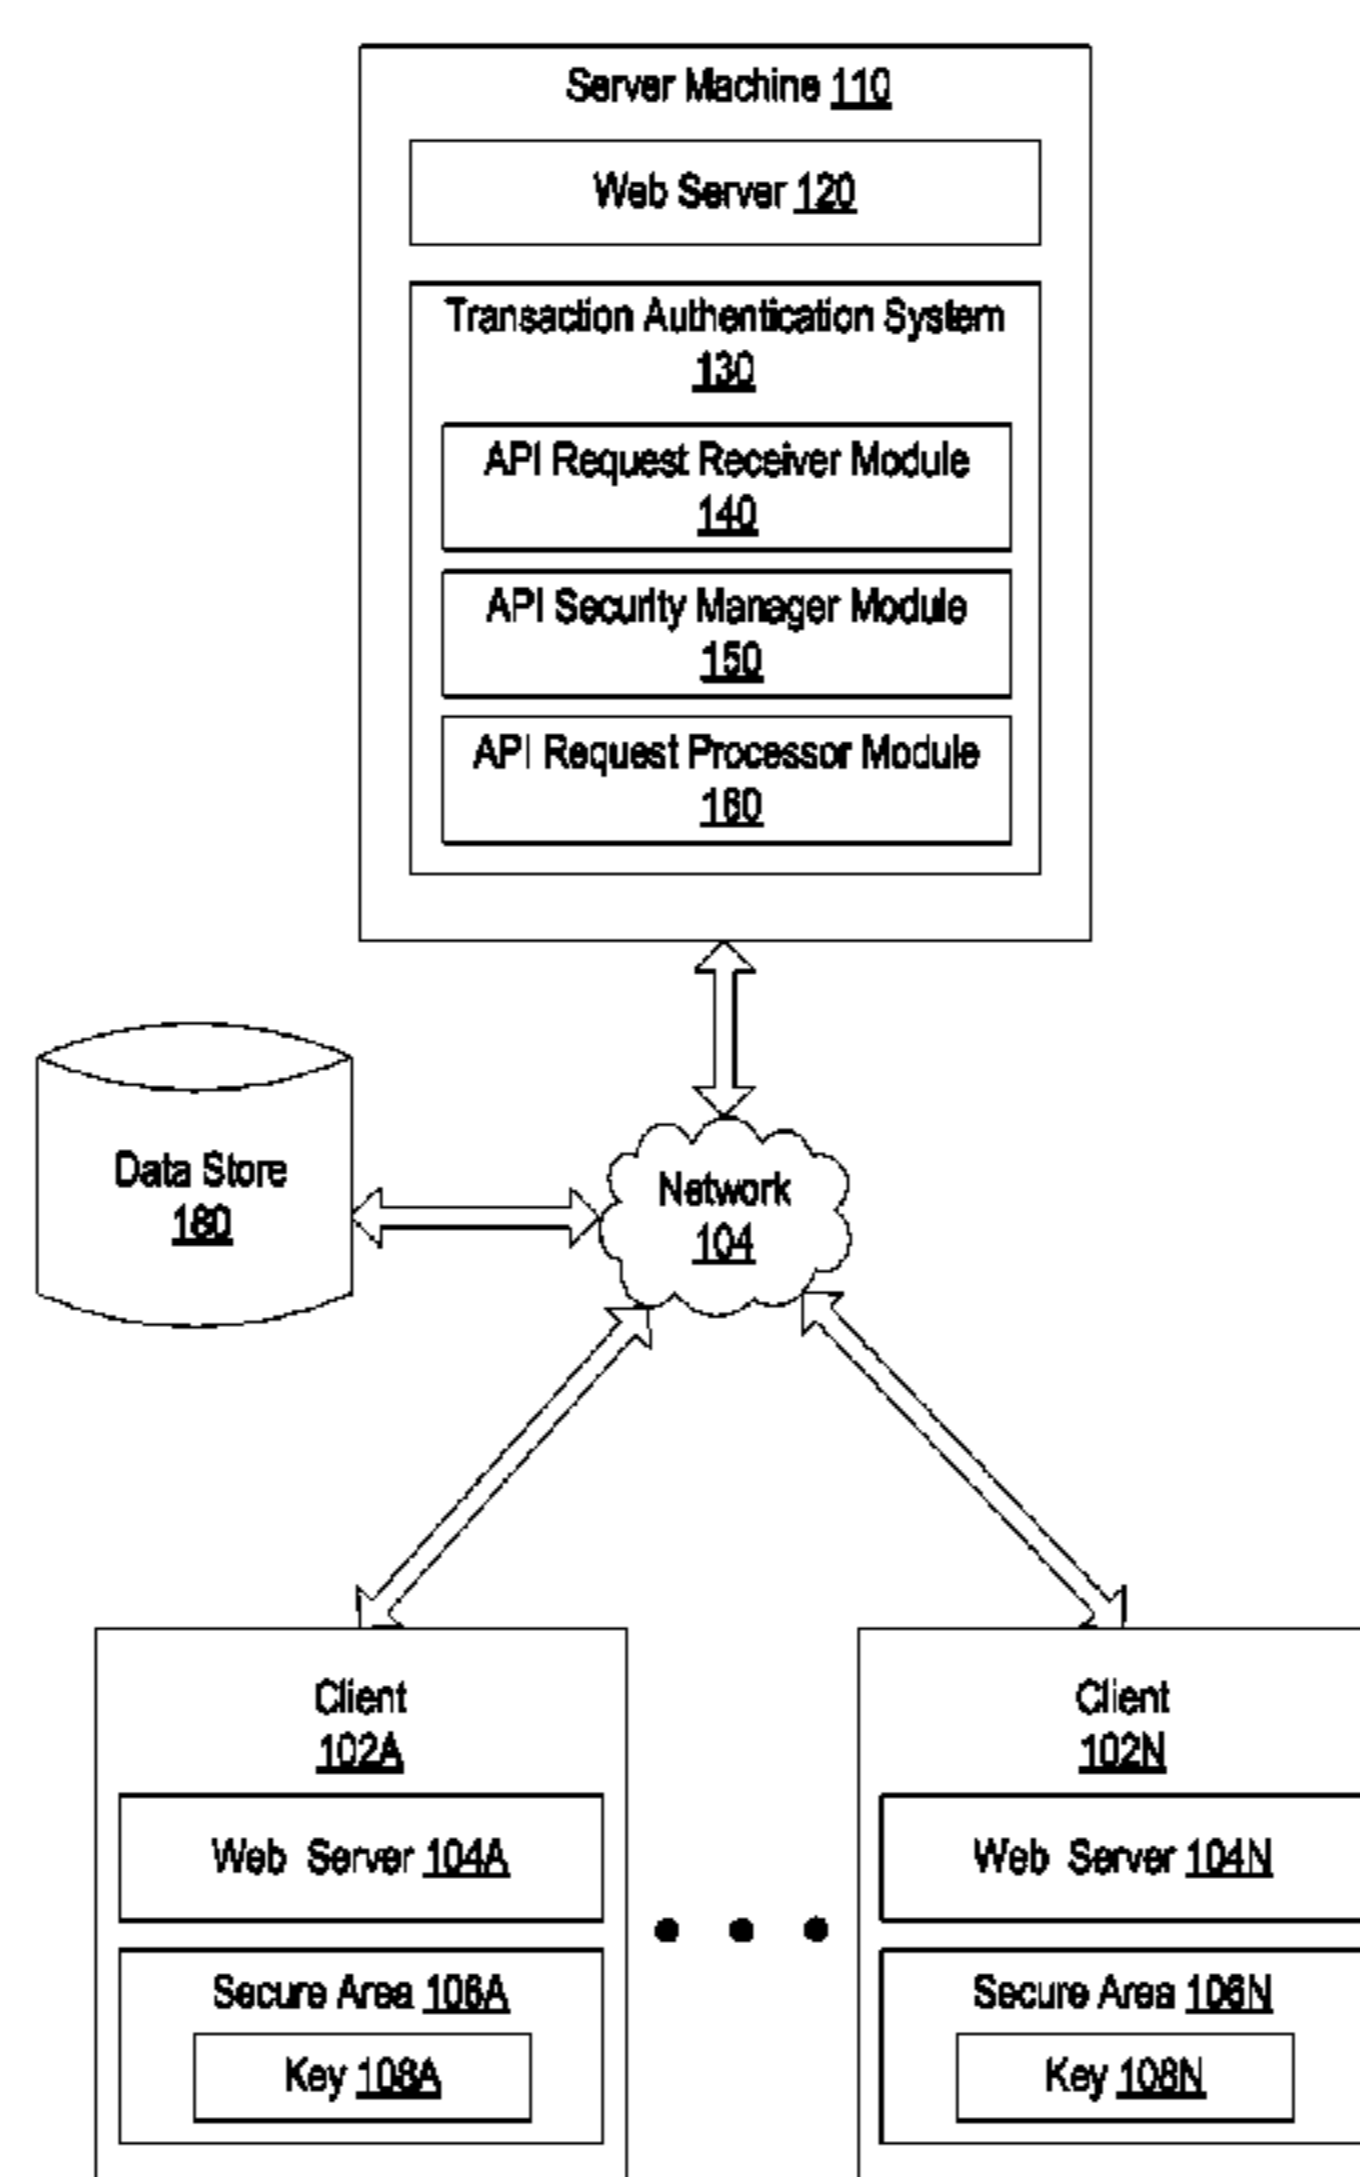 Server Machine 110
Web Server 120
Transaction Authentication System
130
API Request Receiver Module
140
API Security Manager Module
150
API Request Processor Module
160
Data Store
180
Network
104
Client
102A
Web Server 104A
Secure Area 106A
Key 108A
Client
102N
Web Server 104N
Secure Area 106N
Key 108N